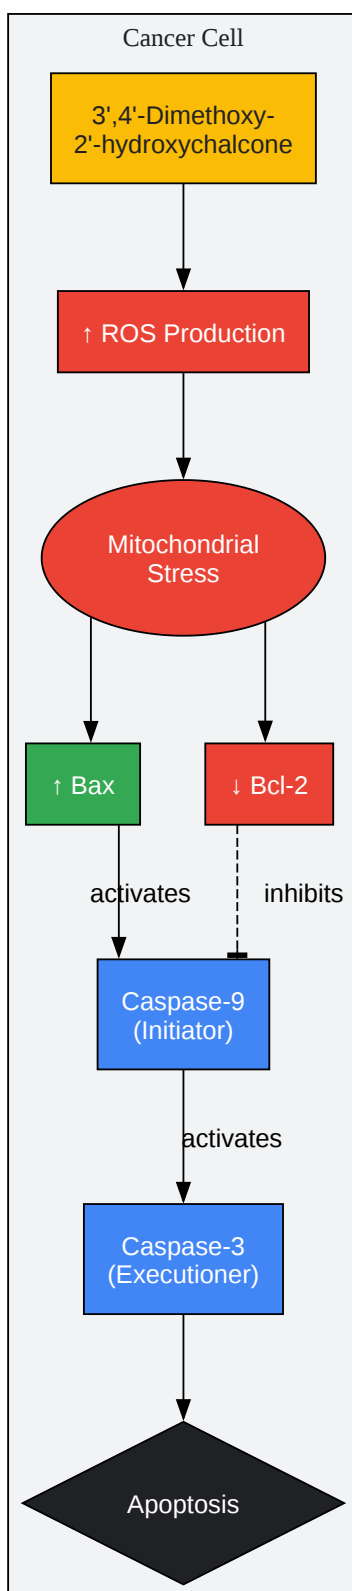 Cancer Cell
3',4'-Dimethoxy-
2'-hydroxychalcone
↑ ROS Production
Mitochondrial
Stress
↑ Bax
↓ Bcl-2
activates
inhibits
Caspase-9
(Initiator)
activates
Caspase-3
(Executioner)
Apoptosis